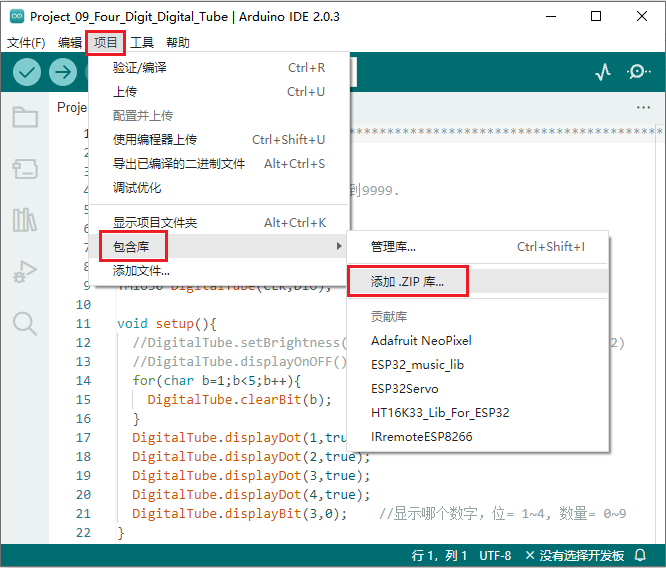 Project_09_Four_Digit_Digital_Tube | Arduino IDE 2.0.3
文件(F) 编辑 项目 工具 帮助
验证/编译 Ctrl+R
上传 Ctrl+U
配置并上传
使用编程器上传 Ctrl+Shift+U
导出已编译的二进制文件 Alt+Ctrl+S
调试优化
显示项目文件夹 Alt+Ctrl+K
包含库
添加文件...
管理库... Ctrl+Shift+I
添加 .ZIP 库...
贡献库
Adafruit NeoPixel
ESP32_music_lib
ESP32Servo
HT16K33_Lib_For_ESP32
IRremoteESP8266
Proje
1 ******************************************
2
到9999.
9 TM1650 DigitalTube(CLK,DIO);
10
11 void setup(){
12 //DigitalTube.setBrightness( 2)
13 //DigitalTube.displayOnOFF()
14 for(char b=1;b<5;b++){
15 DigitalTube.clearBit(b);
16 }
17 DigitalTube.displayDot(1,true
18 DigitalTube.displayDot(2,true);
19 DigitalTube.displayDot(3,true);
20 DigitalTube.displayDot(4,true);
21 DigitalTube.displayBit(3,0); //显示哪个数字, 位= 1~4, 数量= 0~9
22 }
行 1, 列 1 UTF-8 × 没有选择开发板